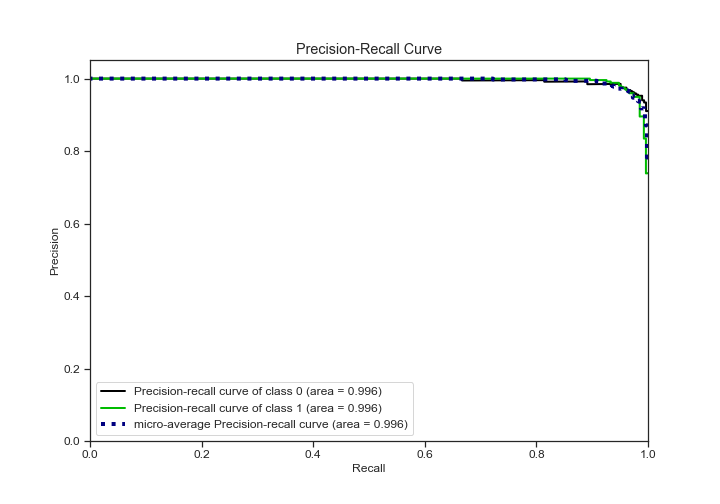 Precision-Recall Curve
1.0
0.8
0.6
0.4
0.2
0.0
Precision
Precision-recall curve of class 0 (area = 0.996)
Precision-recall curve of class 1 (area = 0.996)
micro-average Precision-recall curve (area = 0.996)
0.0 0.2 0.4 0.6 0.8 1.0
Recall